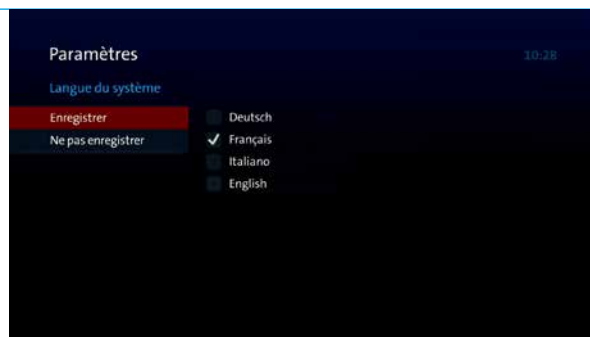 Paramètres
10:28
Langue du système
Enregistrer
Deutsch
Ne pas enregistrer
Français
Italiano
English